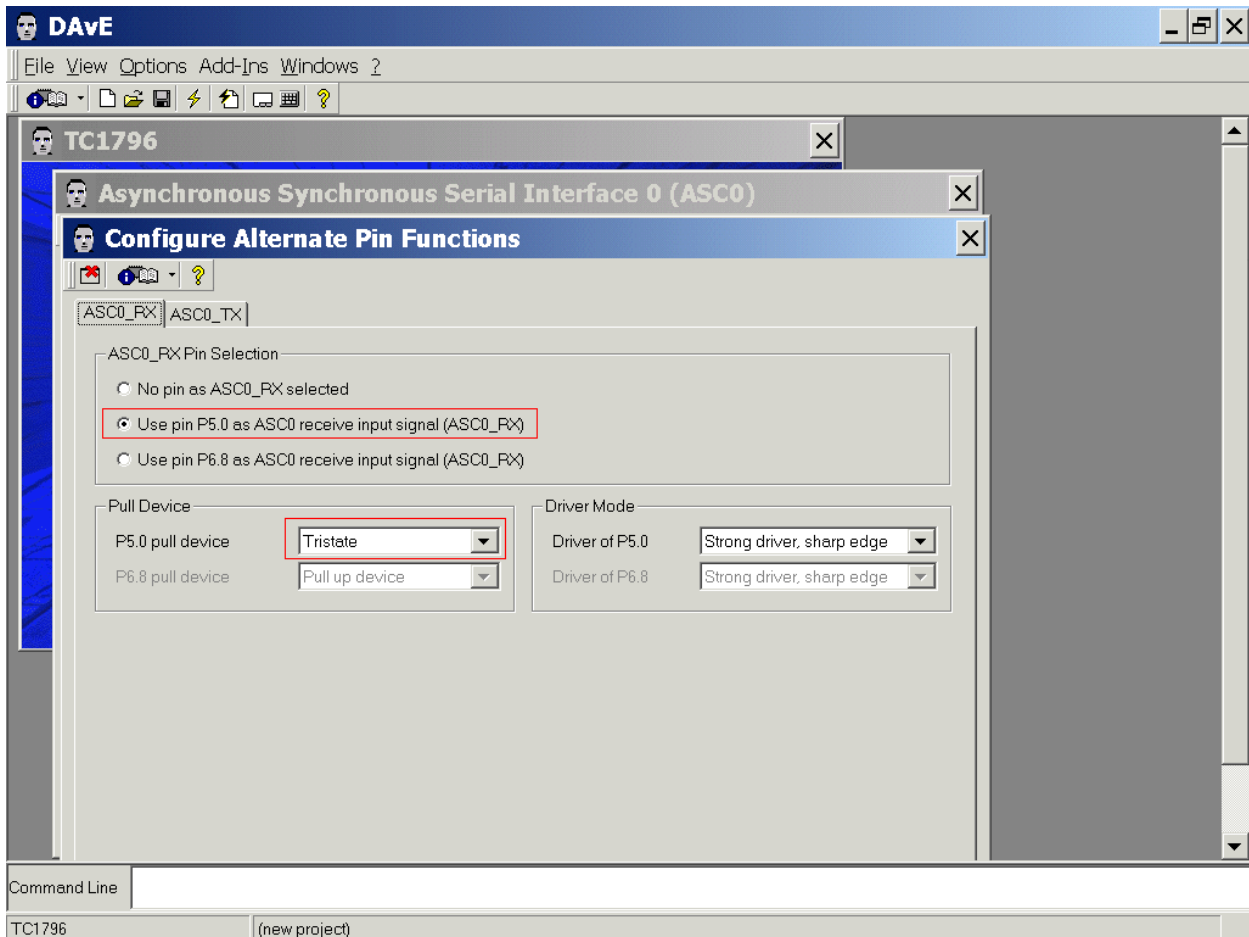 DAvE
File View Options Add-Ins Windows ?
TC1796
Asynchronous Synchronous Serial Interface 0 (ASC0)
Configure Alternate Pin Functions
ASC0_RX ASC0_TX
ASC0_RX Pin Selection
No pin as ASC0_RX selected
Use pin P5.0 as ASC0 receive input signal (ASC0_RX)
Use pin P6.8 as ASC0 receive input signal (ASC0_RX)
Pull Device
P5.0 pull device Tristate
P6.8 pull device Pull up device
Driver Mode
Driver of P5.0 Strong driver, sharp edge
Driver of P6.8 Strong driver, sharp edge
Command Line
TC1796 (new project)